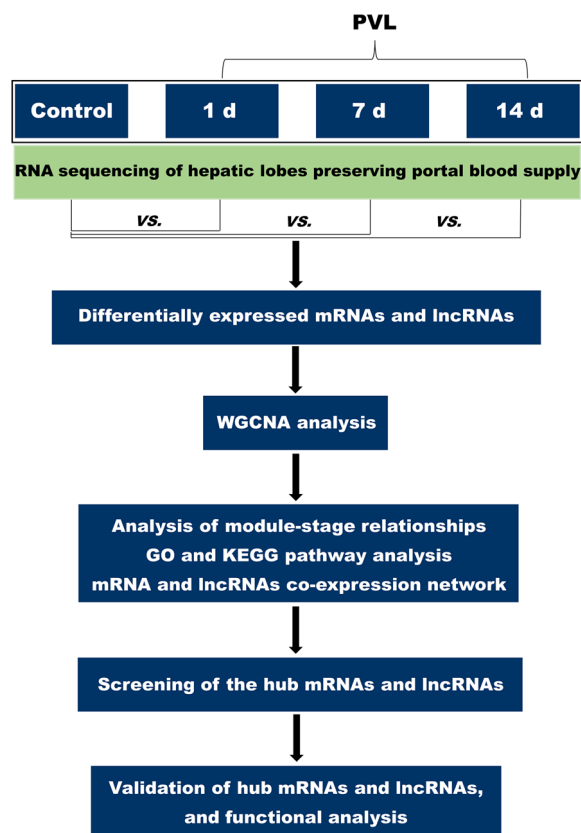 PVL
Control 1 d 7 d 14 d
RNA sequencing of hepatic lobes preserving portal blood supply
vs. vs. vs.
Differentially expressed mRNAs and lncRNAs
WGCNA analysis
Analysis of module-stage relationships
GO and KEGG pathway analysis
mRNA and lncRNAs co-expression network
Screening of the hub mRNAs and lncRNAs
Validation of hub mRNAs and lncRNAs,
and functional analysis